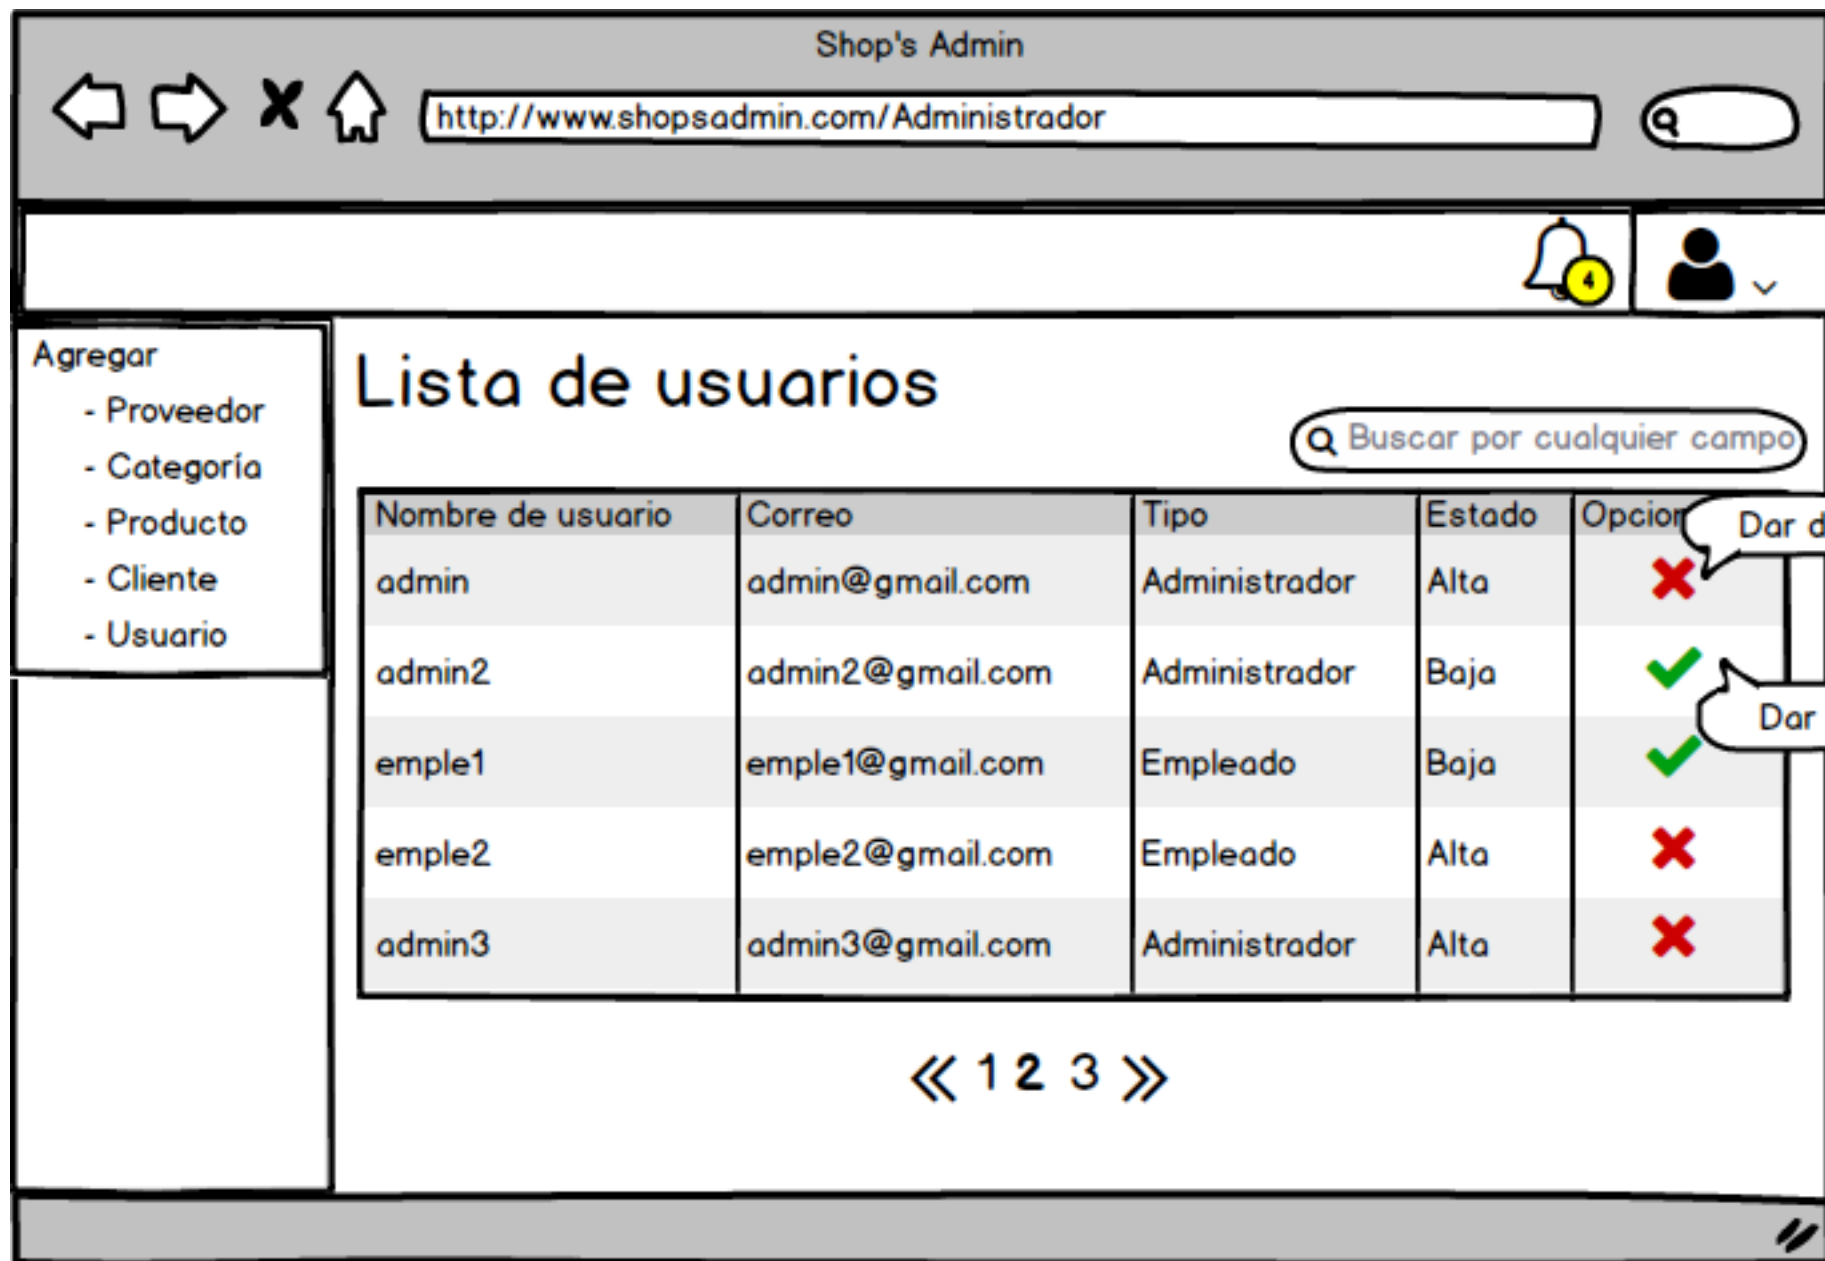 Shop's Admin
http://www.shopsadmin.com/Administrador
4
Agregar
- Proveedor
- Categoría
- Producto
- Cliente
- Usuario
Lista de usuarios
Buscar por cualquier campo
Nombre de usuario Correo Tipo Estado
Dar
admin admin@gmail.com Administrador Alta
admin2 admin2@gmail.com Administrador Baja
Dar
emple1 emple1@gmail.com Empleado Baja
emple2 emple2@gmail.com Empleado Alta
admin3 admin3@gmail.com Administrador Alta
1 2 3